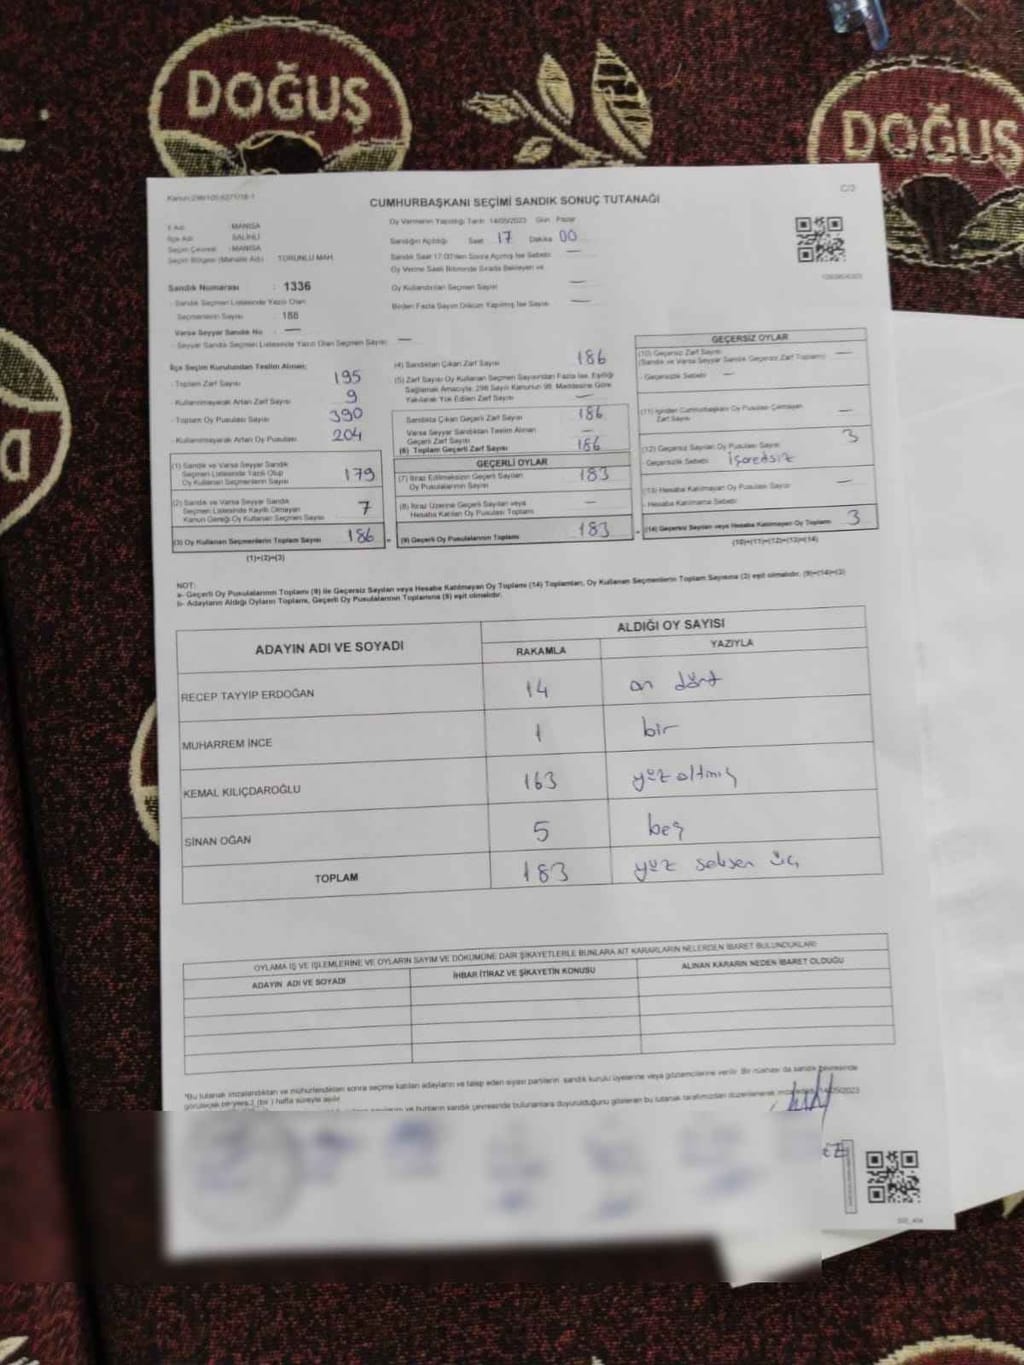 DOĞUŞ
DOĞUŞ
C/3
CUMHURBAŞKANI SEÇİMİ SANDIK SONUÇ TUTANAĞI
İl Adı : MANİSA
İlçe Adı : SALİHLİ
Seçim Çevresi : MANİSA
Seçim Bölgesi (Mahalle Adı) : TORUNLU MAH.
Sandık Numarası : 1336
- Sandık Seçmen Listesinde Yazılı Olan
Seçmenlerin Sayısı : 188
Varsa Seyyar Sandık No : —
- Seyyar Sandık Seçmen Listesinde Yazılı Olan Seçmen Sayısı : —
Oy Vermenin Yapıldığı Tarih: 14/05/2023 Gün: Pazar
Sandığın Açıldığı Saat 17 Dakika 00
Sandık Saat 17:00'den Sonra Açılmış İse Sebebi: —
Oy Verme Saati Bitiminde Sırada Bekleyen ve
Oy Kullandırılan Seçmen Sayısı —
Birden Fazla Sayım Döküm Yapılmış İse Sayısı —
İlçe Seçim Kurulundan Teslim Alınan;
- Toplam Zarf Sayısı 195
- Kullanılmayarak Artan Zarf Sayısı 9
- Toplam Oy Pusulası Sayısı 390
- Kullanılmayarak Artan Oy Pusulası 204
(1) Sandık ve Varsa Seyyar Sandık
Seçmen Listesinde Yazılı Olup
Oy Kullanan Seçmenlerin Sayısı 179
(2) Sandık ve Varsa Seyyar Sandık
Seçmen Listesinde Kayıtlı Olmayan
Kanun Gereği Oy Kullanan Seçmen Sayısı 7
(3) Oy Kullanan Seçmenlerin Toplam Sayısı 186
(1)+(2)=(3)
(4) Sandıktan Çıkan Zarf Sayısı 186
(5) Zarf Sayısı Oy Kullanan Seçmen Sayısından Fazla İse, Eşitliği
Sağlamak Amacıyla; 298 Sayılı Kanunun 98. Maddesine Göre
Yakılarak Yok Edilen Zarf Sayısı —
Sandıkta Çıkan Geçerli Zarf Sayısı 186
Varsa Seyyar Sandıktan Teslim Alınan
Geçerli Zarf Sayısı —
(6) Toplam Geçerli Zarf Sayısı 186
GEÇERLİ OYLAR
(7) İtiraz Edilmeksizin Geçerli Sayılan
Oy Pusulalarının Sayısı 183
(8) İtiraz Üzerine Geçerli Sayılan veya
Hesaba Katılan Oy Pusulası Toplamı —
(9) Geçerli Oy Pusulalarının Toplamı 183
GEÇERSİZ OYLAR
(10) Geçersiz Zarf Sayısı
(Sandık ve Varsa Seyyar Sandık Geçersiz Zarf Toplamı) —
- Geçersizlik Sebebi —
(11) İçinden Cumhurbaşkanı Oy Pusulası Çıkmayan
Zarf Sayısı —
(12) Geçersiz Sayılan Oy Pusulası Sayısı 3
- Geçersizlik Sebebi İşaretsiz
(13) Hesaba Katılmayan Oy Pusulası Sayısı —
- Hesaba Katılmama Sebebi —
(14) Geçersiz Sayılan veya Hesaba Katılmayan Oy Toplamı 3
(10)+(11)+(12)+(13)=(14)
NOT:
a- Geçerli Oy Pusulalarının Toplamı (9) ile Geçersiz Sayılan veya Hesaba Katılmayan Oy Toplamı (14) Toplamları, Oy Kullanan Seçmenlerin Toplam Sayısına (3) eşit olmalıdır. (9)+(14)=(3)
b- Adayların Aldığı Oyların Toplamı, Geçerli Oy Pusulalarının Toplamına (9) eşit olmalıdır.
ADAYIN ADI VE SOYADI
ALDIĞI OY SAYISI
RAKAMLA YAZIYLA
RECEP TAYYİP ERDOĞAN 14 on dört
MUHARREM İNCE 1 bir
KEMAL KILIÇDAROĞLU 163 yüz altmış
SİNAN OĞAN 5 beş
TOPLAM 183 yüz seksen üç
OYLAMA İŞ VE İŞLEMLERİNE VE OYLARIN SAYIM VE DÖKÜMÜNE DAİR ŞİKAYETLERLE BUNLARA AİT KARARLARIN NELERDEN İBARET BULUNDUKLARI
ADAYIN ADI VE SOYADI İHBAR İTİRAZ VE ŞİKAYETİN KONUSU ALINAN KARARIN NEDEN İBARET OLDUĞU
*Bu tutanak imzalandıktan ve mühürlendikten sonra seçime katılan adayların ve talep eden siyasi partilerin sandık kurulu üyelerine veya gözlemcilerine verilir. Bir nüshası da sandık çevresinde
görülecek bir yere 1 (bir) hafta süreyle asılır.